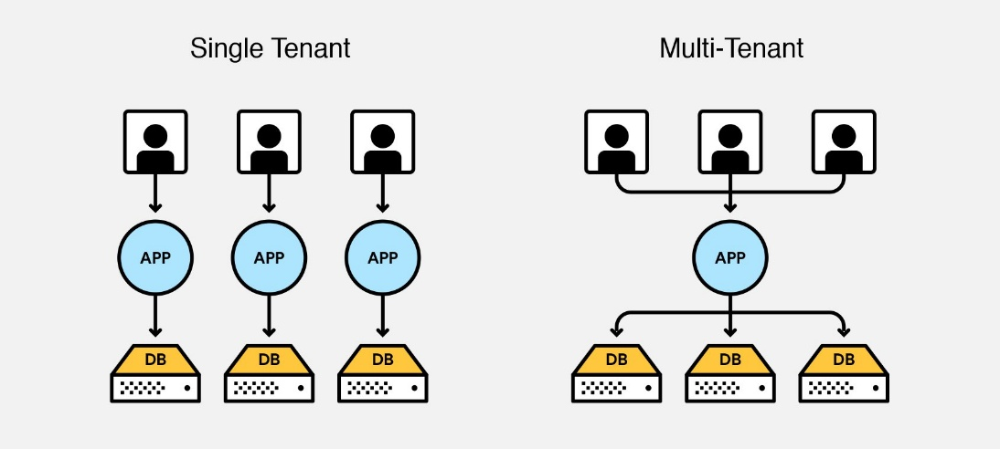 Single Tenant
Multi-Tenant
APP
APP
APP
APP
DB
DB
DB
DB
DB
DB